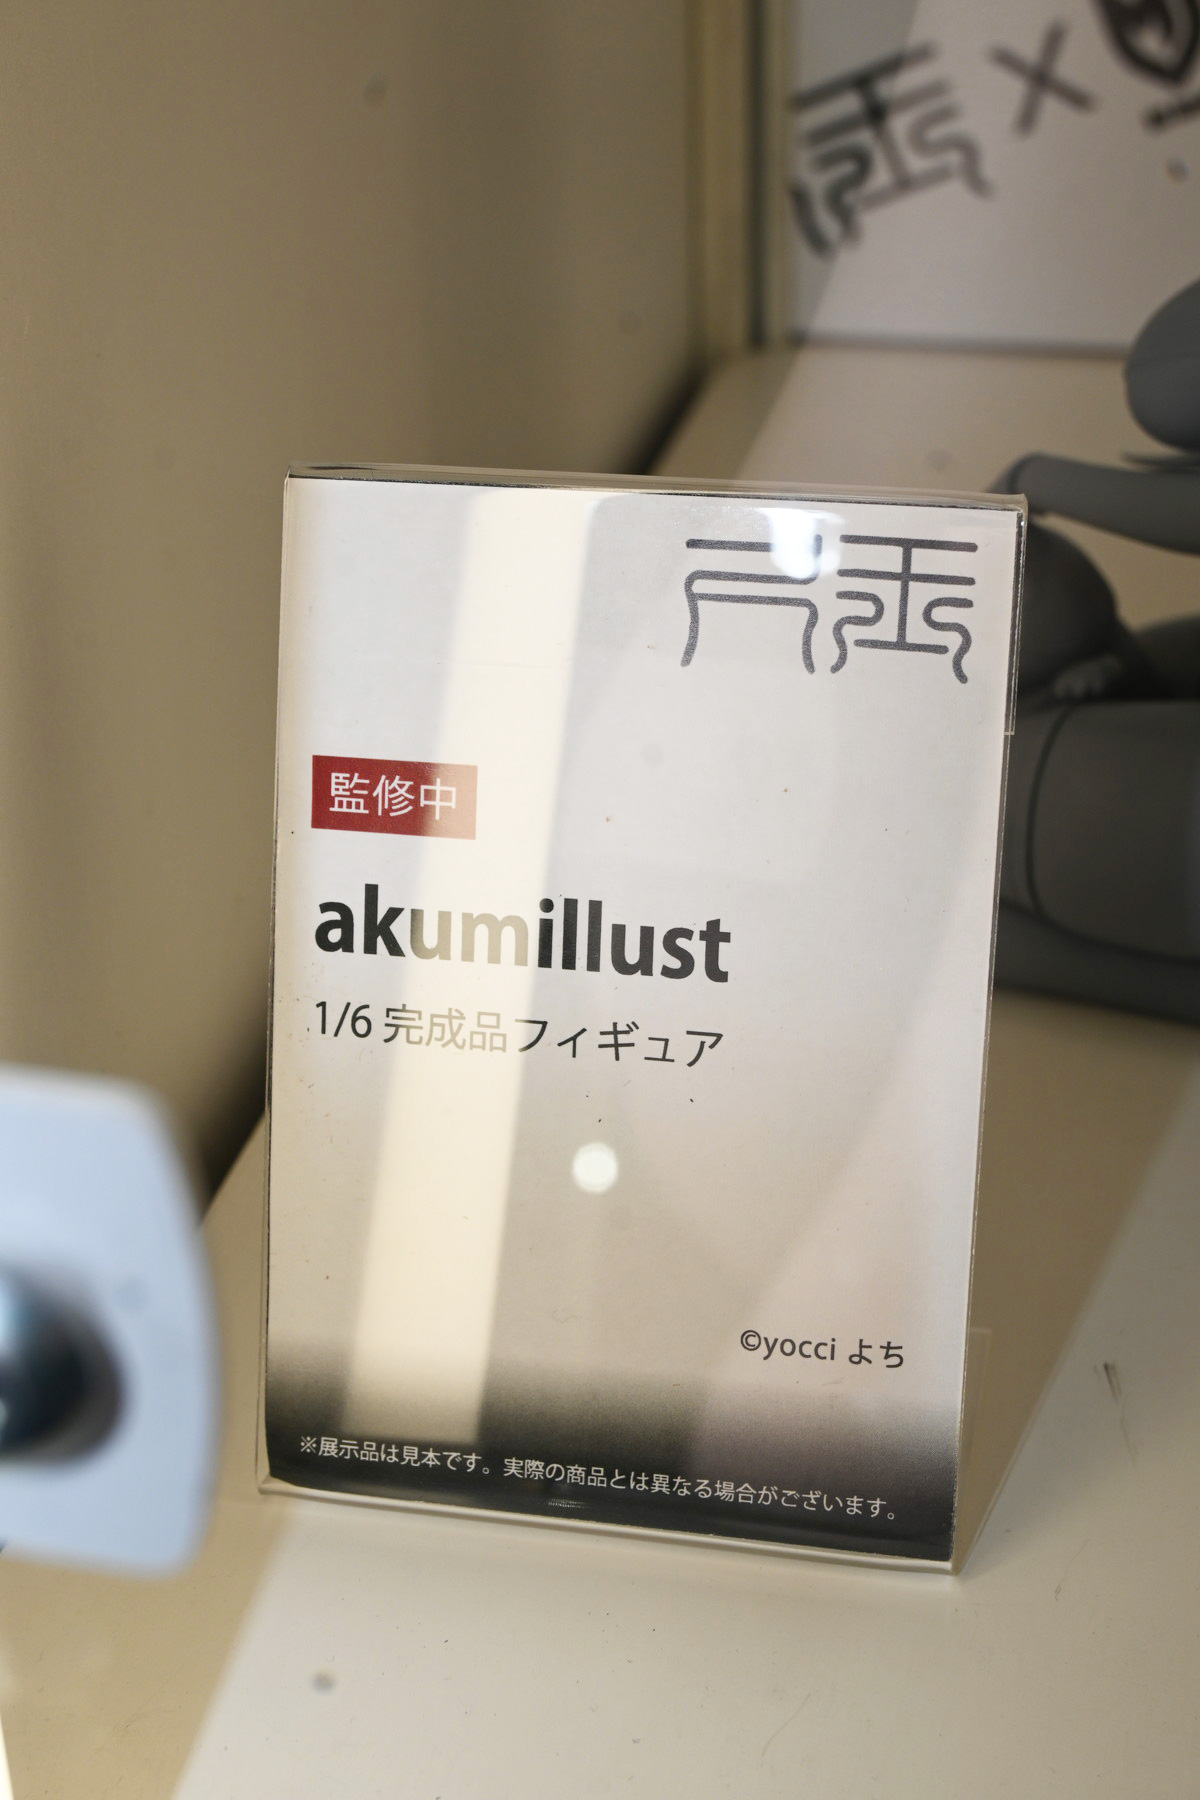 監修中
akumillust
1/6 完成品フィギュア
©yocci よち
※展示品は見本です。実際の商品とは異なる場合がございます。